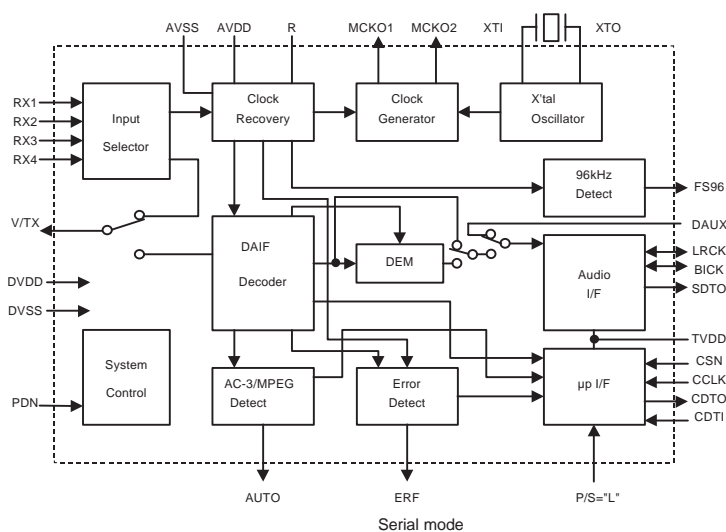 AVSS AVDD R MCKO1 MCKO2 XTI XTO
RX1
RX2
RX3
RX4
Input
Selector
Clock
Recovery
Clock
Generator
X'tal
Oscillator
96kHz
Detect
FS96
V/TX
DAUX
DAIF
Decoder
DEM
Audio
I/F
LRCK
BICK
SDTO
DVDD
DVSS
TVDD
System
Control
AC-3/MPEG
Detect
Error
Detect
µp I/F
CSN
CCLK
CDTO
CDTI
PDN
AUTO ERF P/S="L"
Serial mode